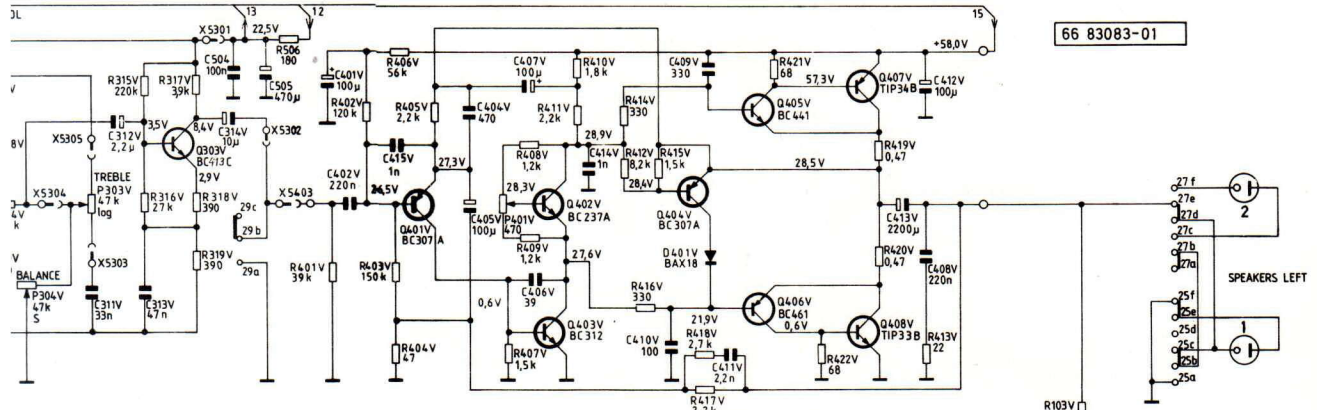 OL
X5301
22,5V
13
12
R506
180
C504
100n
C505
470µ
R315V
220k
R317V
3,9k
3,5V
8,4V
C312V
2,2µ
C314V
10µ
X5302
X5305
Q303V
BC413C
2,9V
TREBLE
P303V
47k
log
X5304
R316V
27k
R318V
390
X5303
R319V
390
BALANCE
P304V
47k
S
C311V
33n
C313V
47n
29c
29b
29a
X5403
C402V
220n
R401V
39k
C401V
100µ
R406V
56k
R402V
120k
R405V
2,2k
C404V
470
C415V
1n
27,3V
26,5V
Q401V
BC307A
R403V
150k
R404V
47
C405V
100µ
C407V
100µ
R410V
1,8k
R411V
2,2k
28,9V
R408V
1,2k
28,3V
P401V
470
Q402V
BC237A
R409V
1,2k
27,6V
C406V
39
0,6V
Q403V
BC312
R407V
1,5k
C414V
1n
R414V
330
R412V
8,2k
R415V
1,5k
28,4V
Q404V
BC307A
D401V
BAX18
R416V
330
21,9V
C410V
100
R418V
2,7k
C411V
2,2n
R417V
C409V
330
R421V
68
57,3V
Q405V
BC441
Q407V
TIP34B
C412V
100µ
+58,0V
15
28,5V
R419V
0,47
C413V
2200µ
R420V
0,47
C408V
220n
Q406V
BC461
0,6V
Q408V
TIP33B
R422V
68
R413V
22
R103V
66 83083-01
27f
27e
27d
27c
27b
27a
2
SPEAKERS LEFT
25f
25e
25d
25c
25b
25a
1